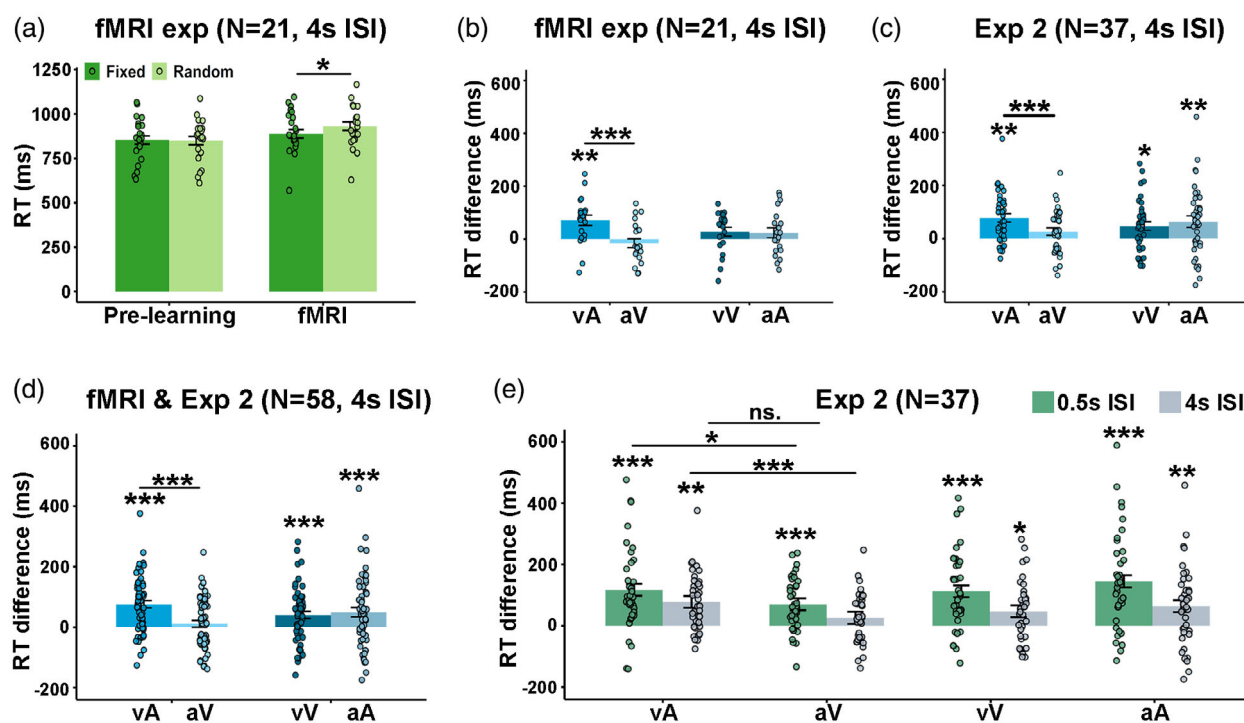 (a) fMRI exp (N=21, 4s ISI)
Fixed Random
*
RT (ms)
1250
1000
750
500
250
0
Pre-learning fMRI
(b) fMRI exp (N=21, 4s ISI)
RT difference (ms)
600
400
200
0
-200
***
**
vA aV vV aA
(c) Exp 2 (N=37, 4s ISI)
RT difference (ms)
600
400
200
0
-200
***
**
*
**
vA aV vV aA
(d) fMRI & Exp 2 (N=58, 4s ISI)
RT difference (ms)
600
400
200
0
-200
***
***
***
***
vA aV vV aA
(e) Exp 2 (N=37)
0.5s ISI 4s ISI
RT difference (ms)
600
400
200
0
-200
ns.
*
***
***
**
***
***
*
***
**
vA aV vV aA